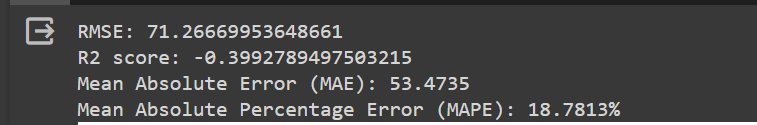 RMSE: 71.26669953648661
R2 score: -0.3992789497503215
Mean Absolute Error (MAE): 53.4735
Mean Absolute Percentage Error (MAPE): 18.7813%